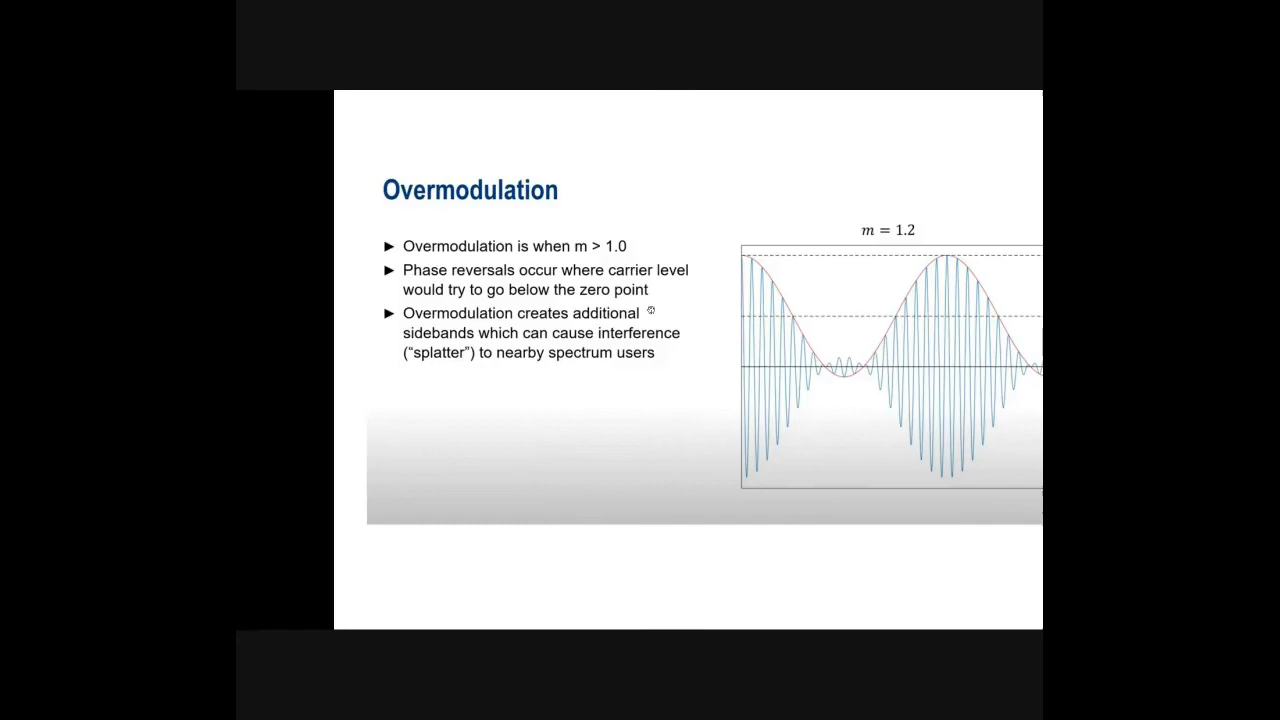 Overmodulation
► Overmodulation is when m > 1.0
► Phase reversals occur where carrier level
would try to go below the zero point
► Overmodulation creates additional
sidebands which can cause interference
(“splatter”) to nearby spectrum users
m = 1.2